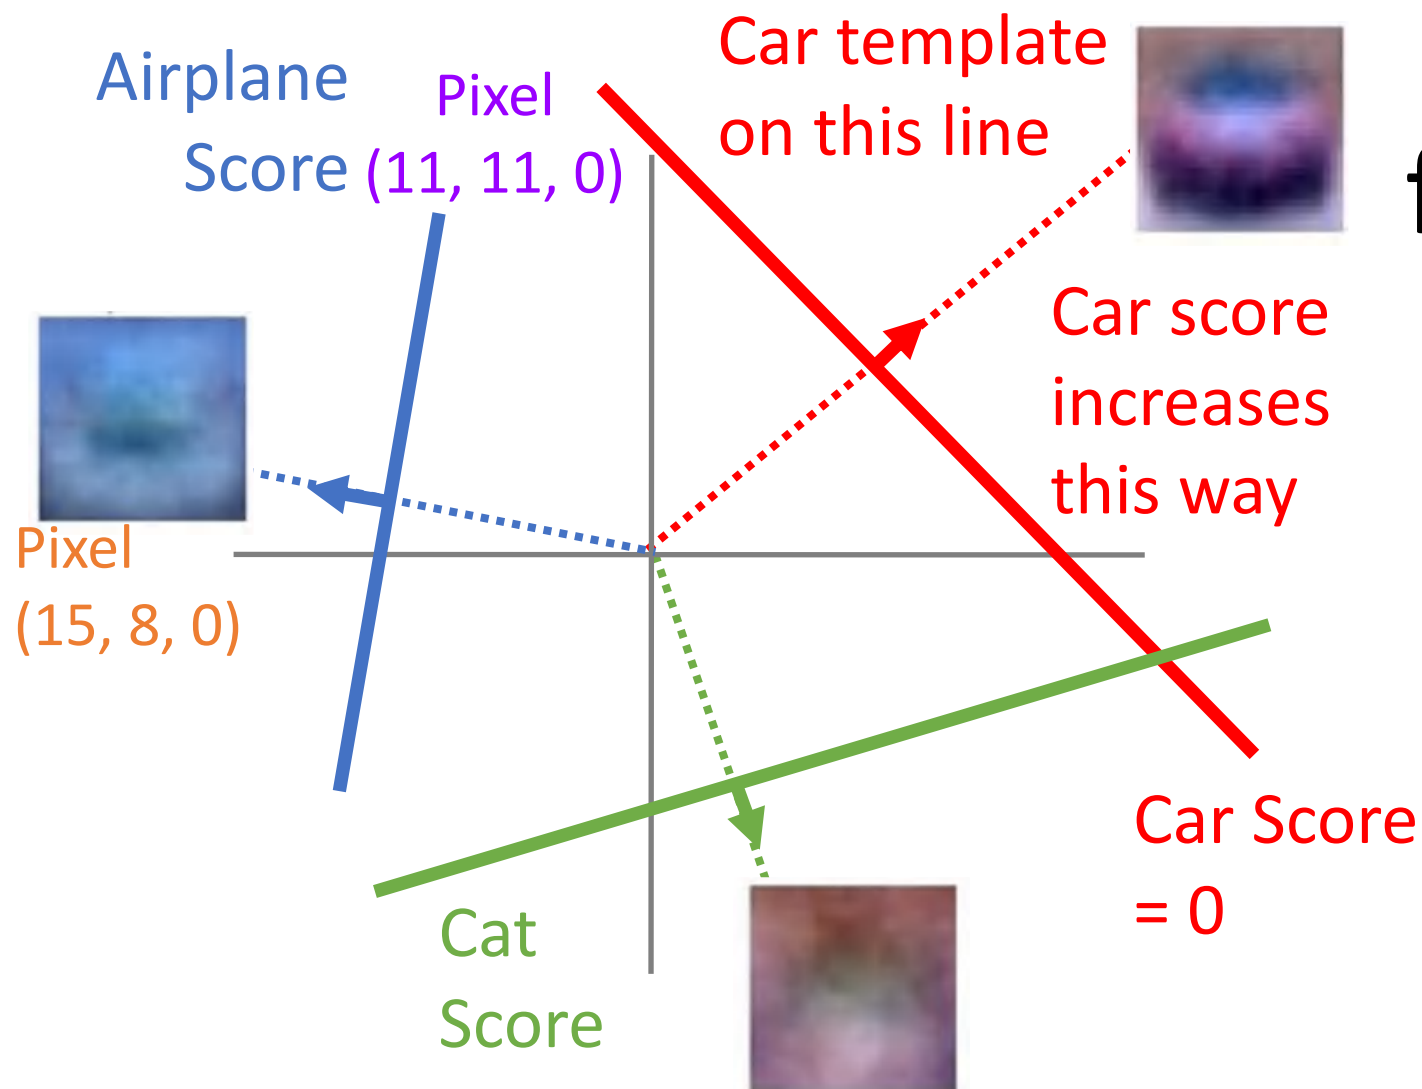 Airplane
Score
Pixel
(11, 11, 0)
Car template
on this line
f
Car score
increases
this way
Pixel
(15, 8, 0)
Car Score
= 0
Cat
Score